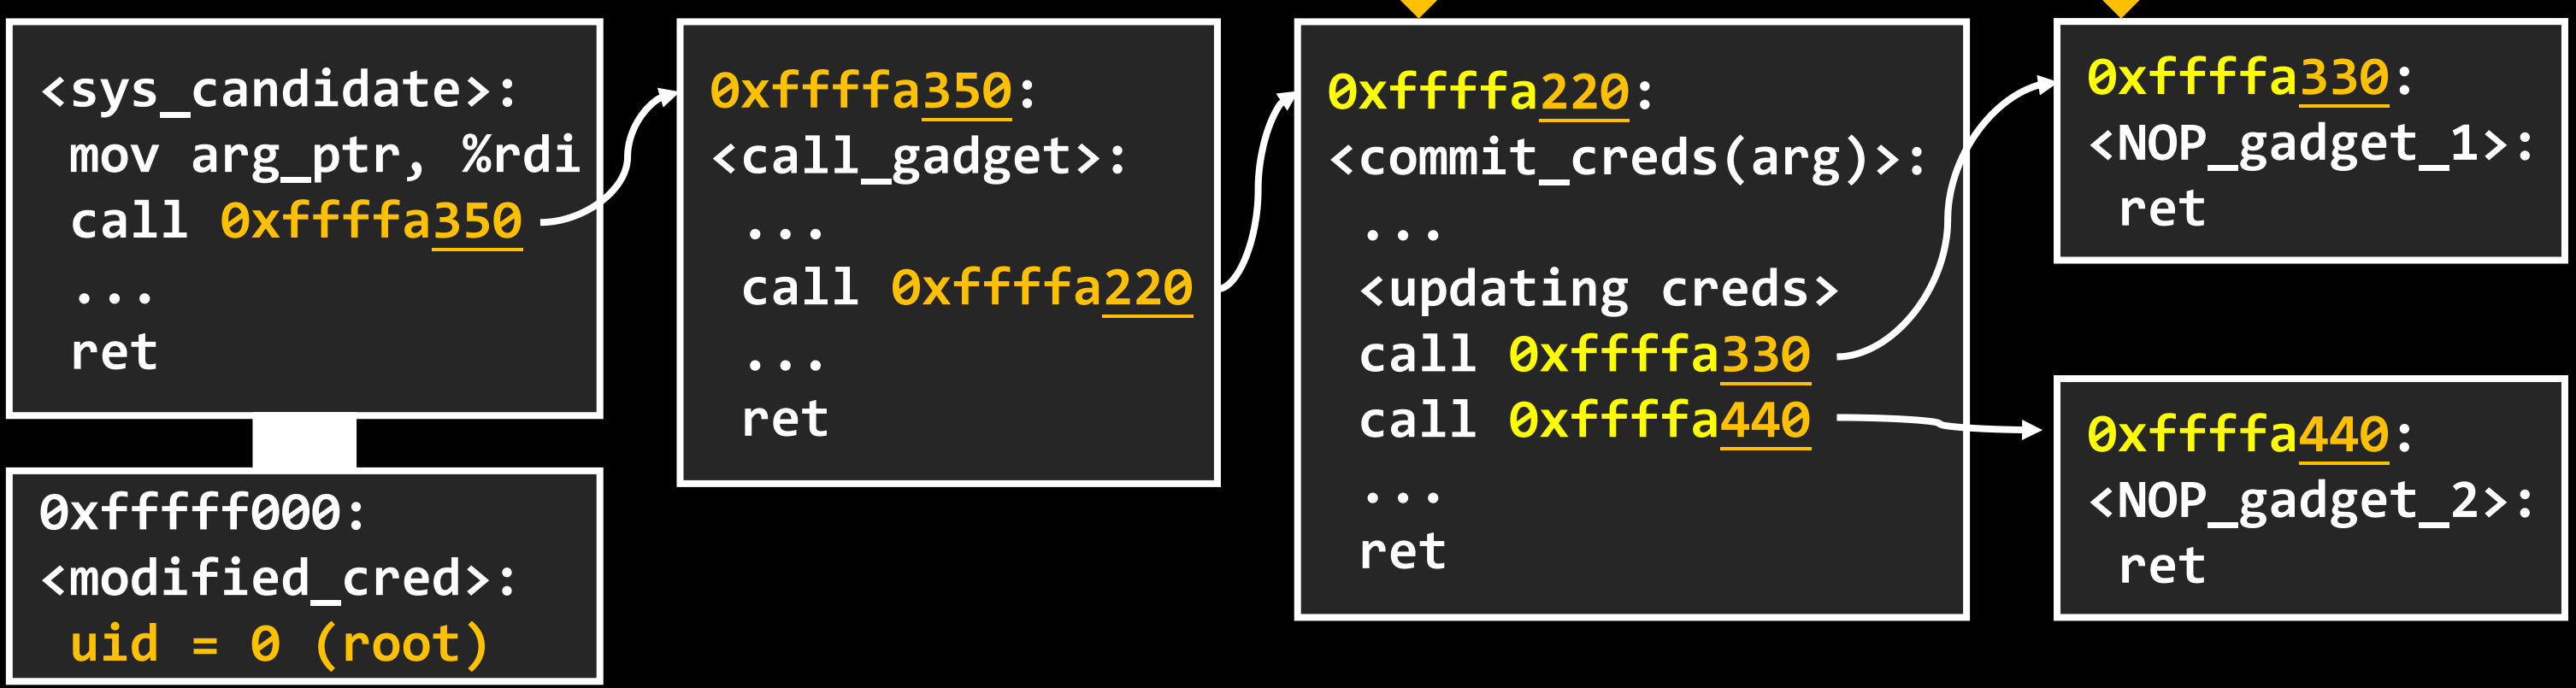 <sys_candidate>:
mov arg_ptr, %rdi
call 0xffffa350
...
ret
0xfffff000:
<modified_cred>:
uid = 0 (root)
0xffffa350:
<call_gadget>:
...
call 0xffffa220
...
ret
0xffffa220:
<commit_creds(arg)>:
...
<updating creds>
call 0xffffa330
call 0xffffa440
...
ret
0xffffa330:
<NOP_gadget_1>:
ret
0xffffa440:
<NOP_gadget_2>:
ret